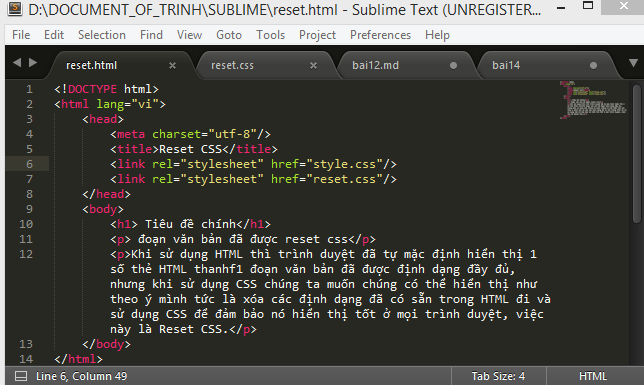 D:\DOCUMENT_OF_TRINH\SUBLIME\reset.html - Sublime Text (UNREGISTER...
File Edit Selection Find View Goto Tools Project Preferences Help
reset.html × reset.css × bai12.md bai14
1 <!DOCTYPE html>
2 <html lang="vi">
3 <head>
4 <meta charset="utf-8"/>
5 <title>Reset CSS</title>
6 <link rel="stylesheet" href="style.css"/>
7 <link rel="stylesheet" href="reset.css"/>
8 </head>
9 <body>
10 <h1> Tiêu đề chính</h1>
11 <p> đoạn văn bản đã được reset css</p>
12 <p>Khi sử dụng HTML thì trình duyệt đã tự mặc định hiển thị 1
số thẻ HTML thanhf1 đoạn văn bản đã được định dạng đầy đủ,
nhưng khi sử dụng CSS chúng ta muốn chúng có thể hiển thị như
theo ý mình tức là xóa các định dạng đã có sẵn trong HTML đi và
sử dụng CSS để đảm bảo nó hiển thị tốt ở mọi trình duyệt, việc
này là Reset CSS.</p>
13 </body>
14 </html>
Line 6, Column 49 Tab Size: 4 HTML